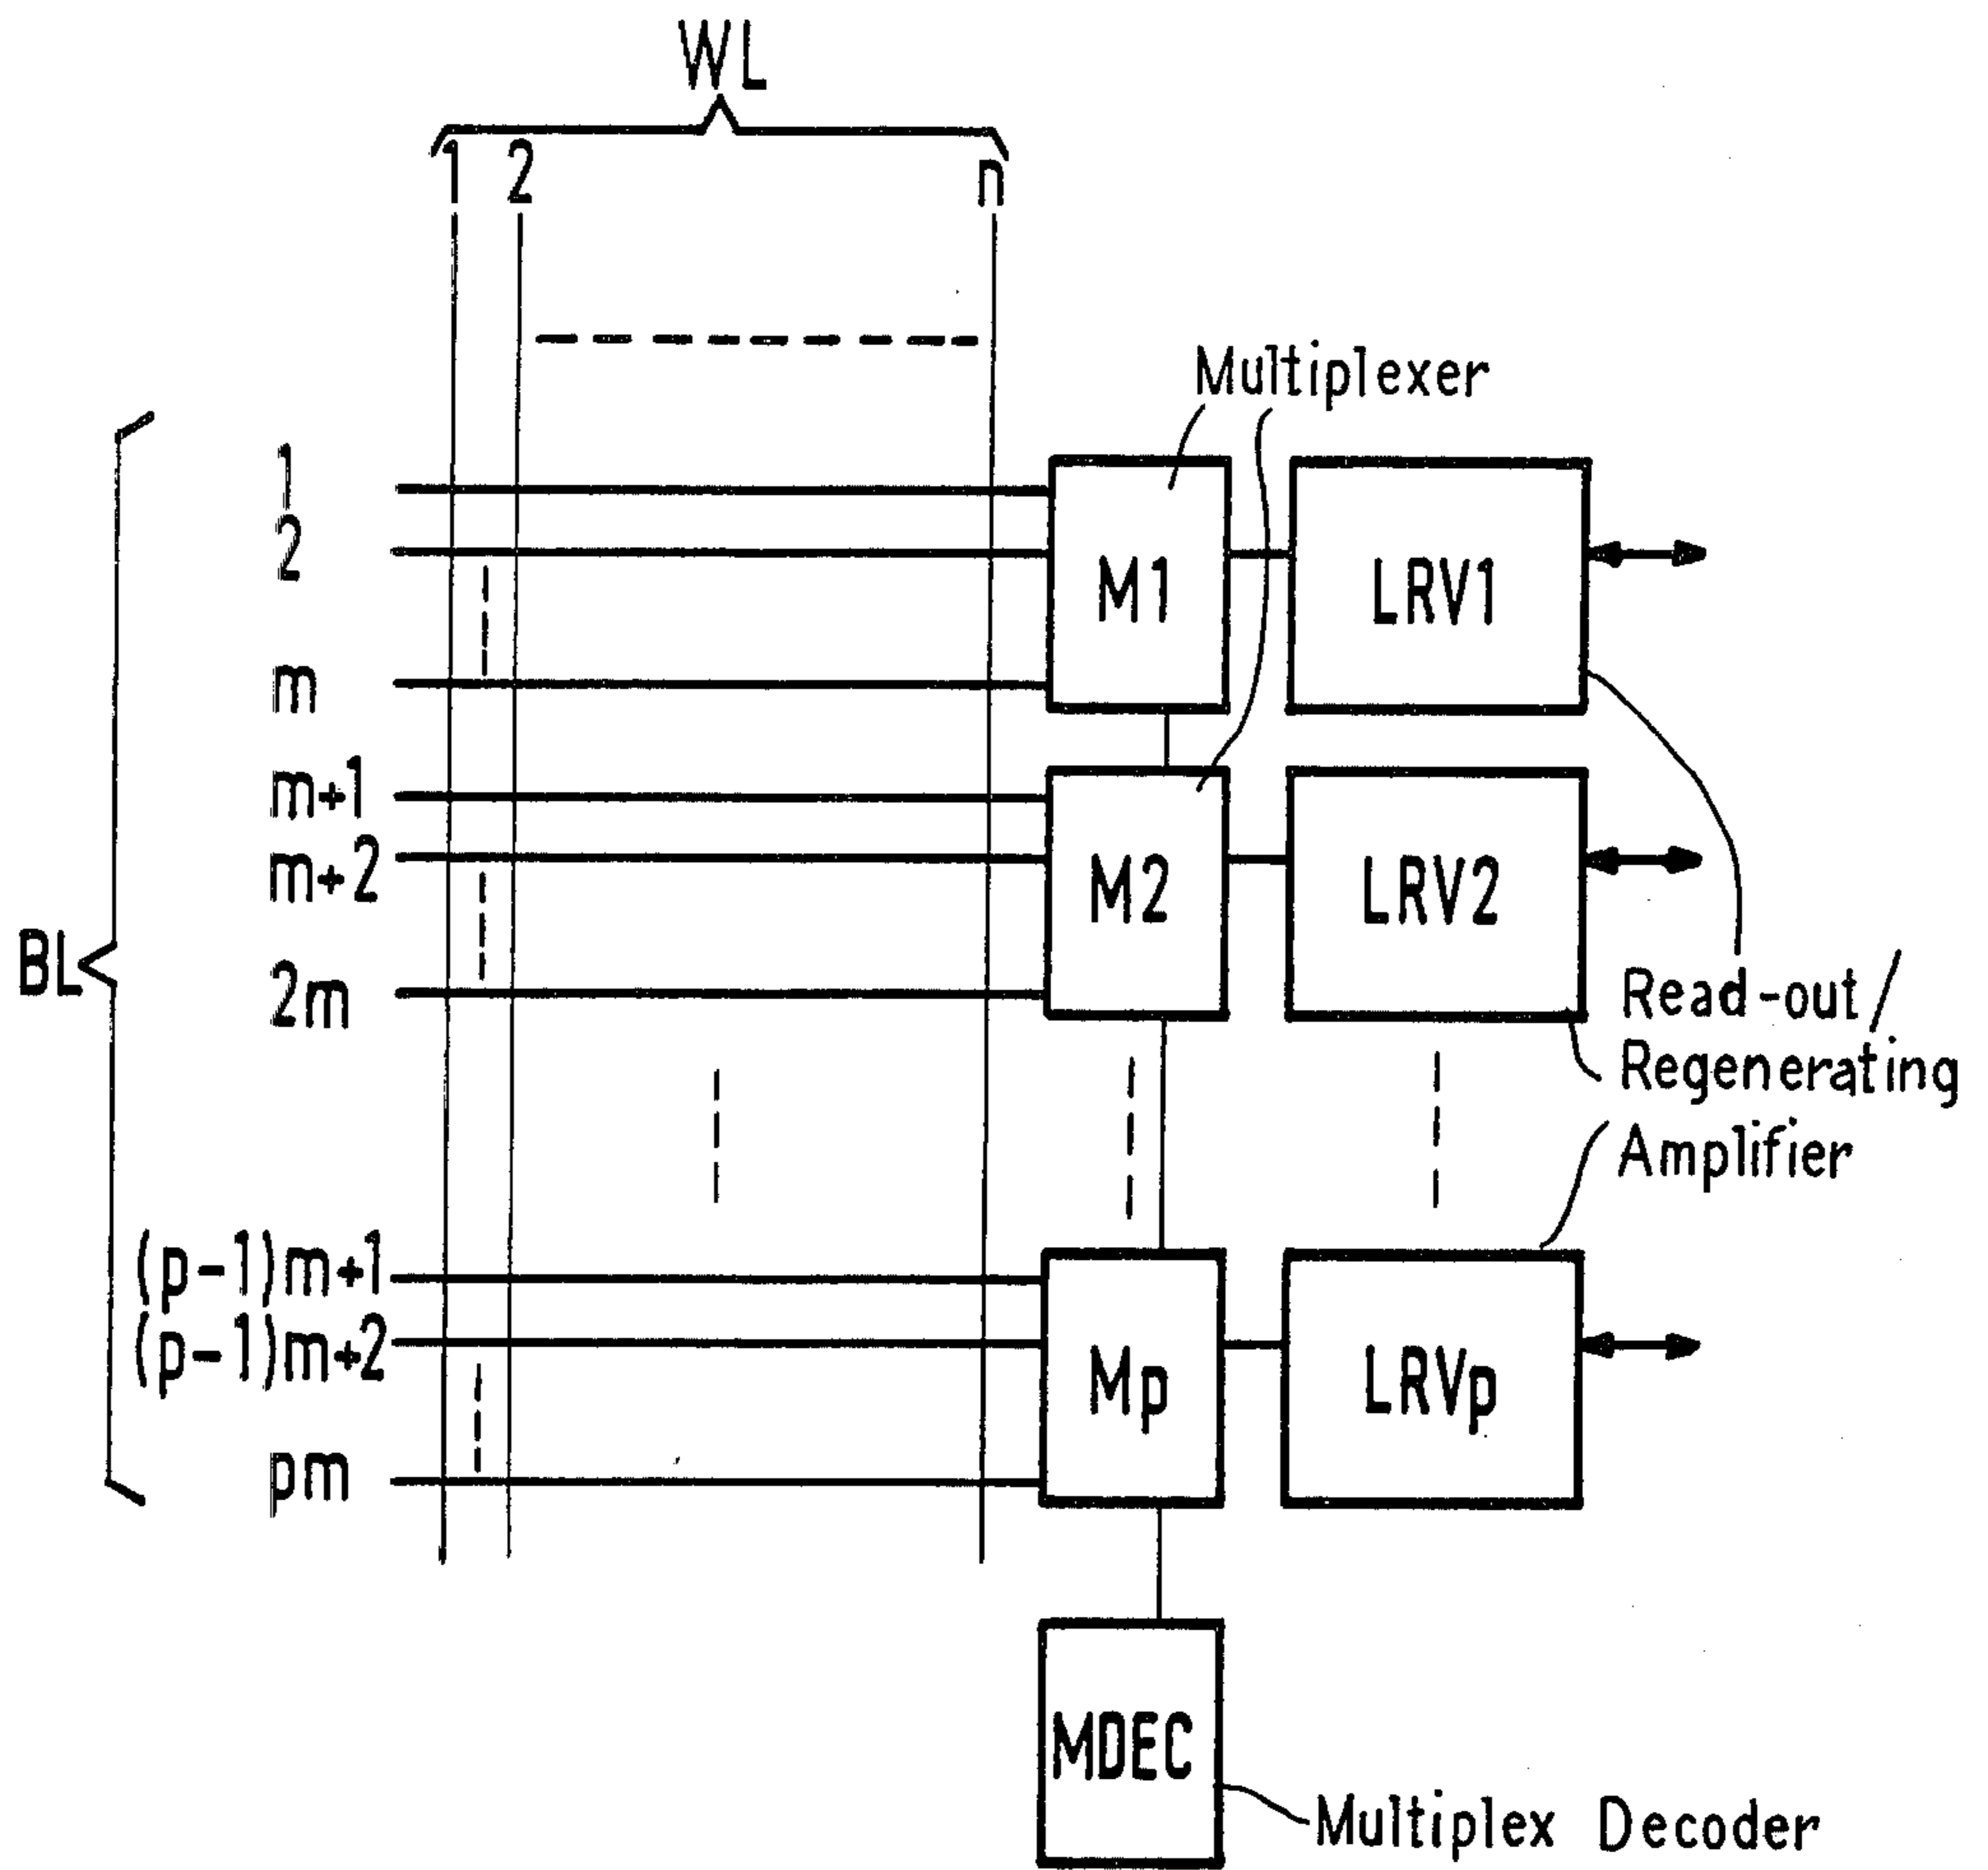 WL
1 2 n
Multiplexer
1
2
M1 LRV1
m
m+1
m+2
M2 LRV2
BL
2m
Read-out/
Regenerating
Amplifier
(p-1)m+1
(p-1)m+2
Mp LRVp
pm
MDEC
Multiplex Decoder